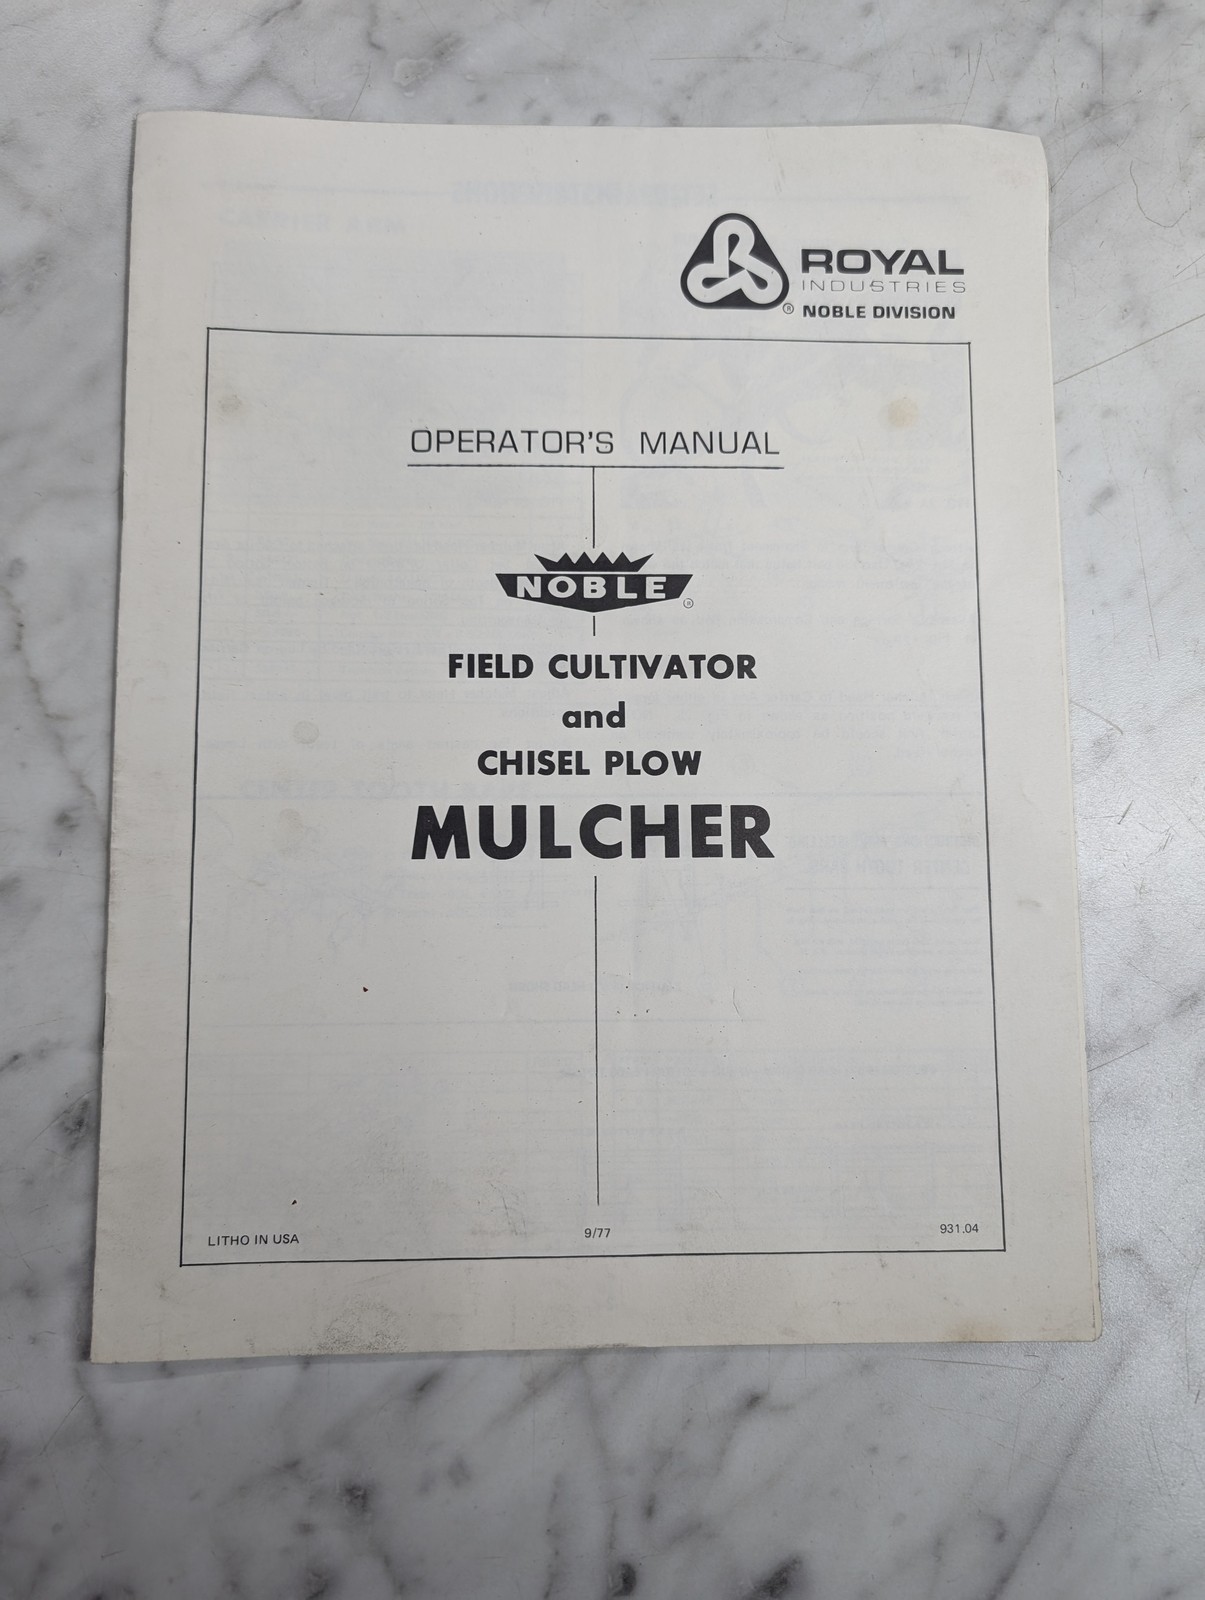 ROYAL
INDUSTRIES
® NOBLE DIVISION
OPERATOR'S MANUAL
NOBLE
®
FIELD CULTIVATOR
and
CHISEL PLOW
MULCHER
LITHO IN USA
9/77
931.04